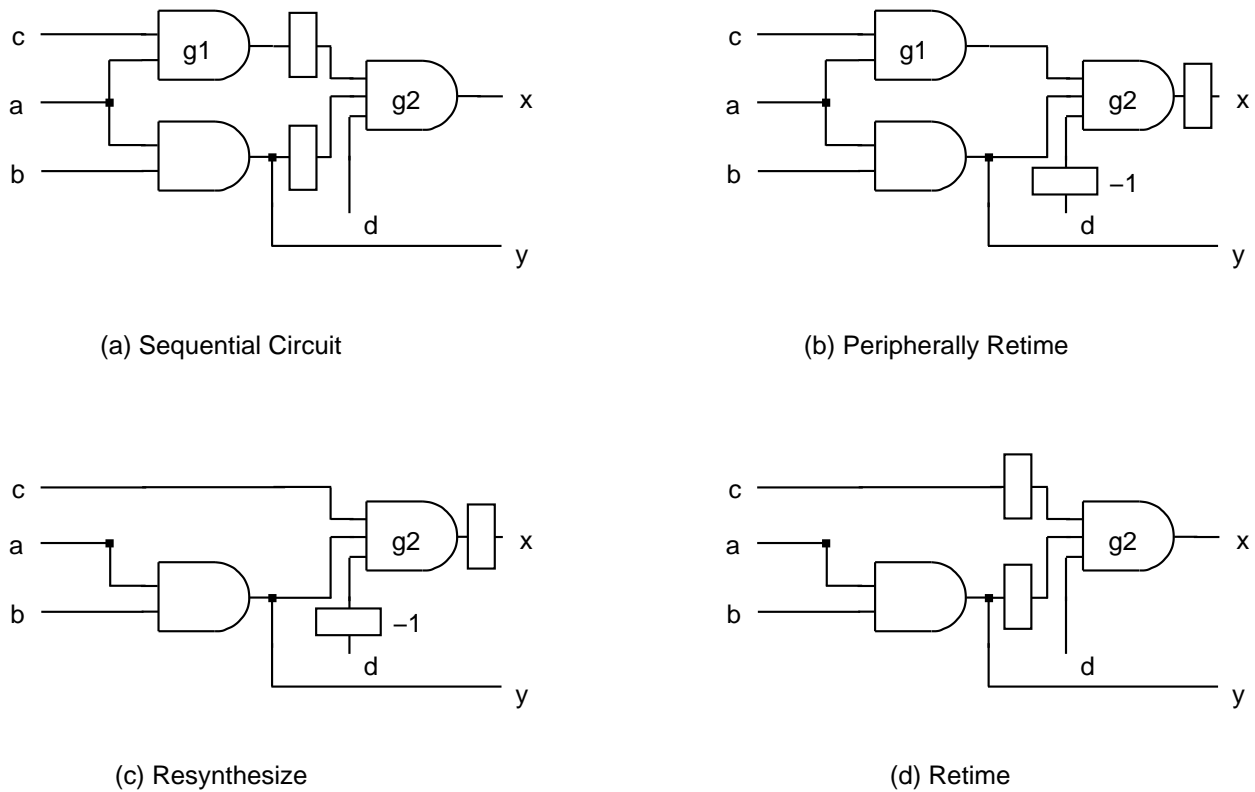 c
g1
a
g2
x
b
d
y
(a) Sequential Circuit
c
g1
a
g2
x
b
–1
d
y
(b) Peripherally Retime
c
a
g2
x
b
–1
d
y
(c) Resynthesize
c
a
g2
x
b
d
y
(d) Retime